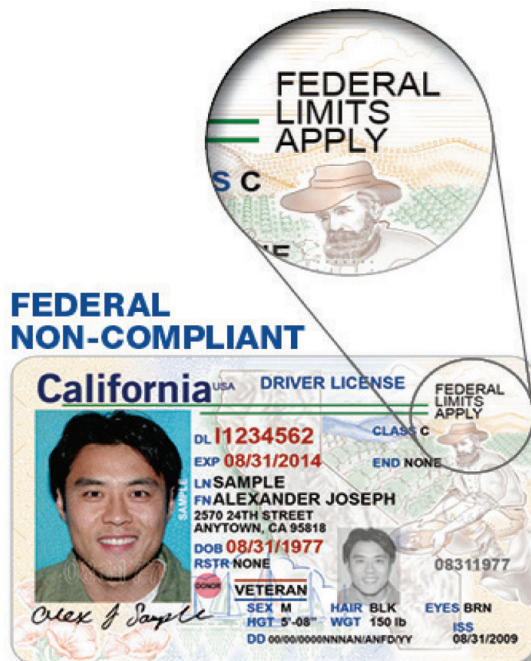 FEDERAL
LIMITS
APPLY
S C
NE
FEDERAL
NON-COMPLIANT
California USA DRIVER LICENSE
FEDERAL
LIMITS
APPLY
DL I1234562 CLASS C
EXP 08/31/2014 END NONE
LN SAMPLE
FN ALEXANDER JOSEPH
2570 24TH STREET
ANYTOWN, CA 95818
DOB 08/31/1977
RSTR NONE
08311977
SAMPLE
DONOR
VETERAN
SEX M HAIR BLK EYES BRN
HGT 5'-08" WGT 150 lb ISS
DD 00/00/0000NNNAN/ANFD/YY 08/31/2009
Alex J Sample